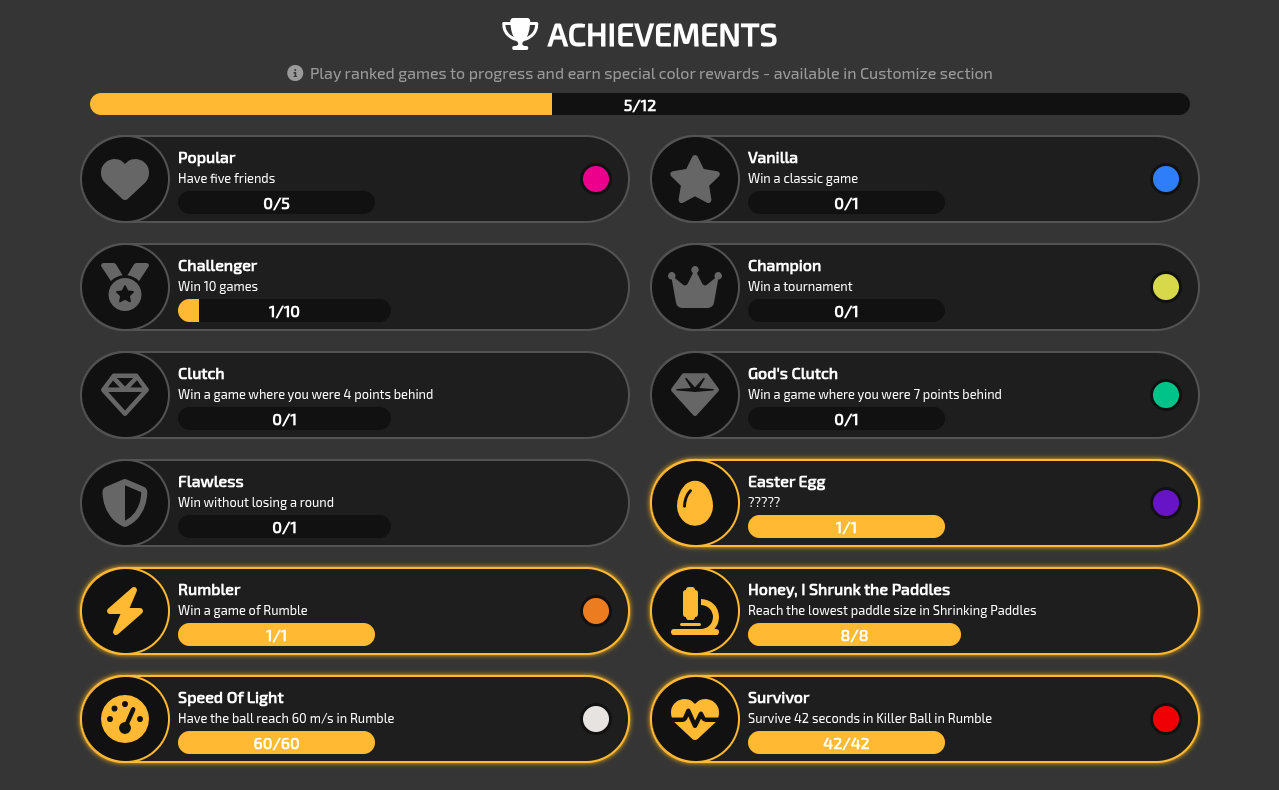 ACHIEVEMENTS
Play ranked games to progress and earn special color rewards - available in Customize section
5/12
Popular
Have five friends
0/5
Vanilla
Win a classic game
0/1
Challenger
Win 10 games
1/10
Champion
Win a tournament
0/1
Clutch
Win a game where you were 4 points behind
0/1
God's Clutch
Win a game where you were 7 points behind
0/1
Flawless
Win without losing a round
0/1
Easter Egg
?????
1/1
Rumbler
Win a game of Rumble
1/1
Honey, I Shrunk the Paddles
Reach the lowest paddle size in Shrinking Paddles
8/8
Speed Of Light
Have the ball reach 60 m/s in Rumble
60/60
Survivor
Survive 42 seconds in Killer Ball in Rumble
42/42